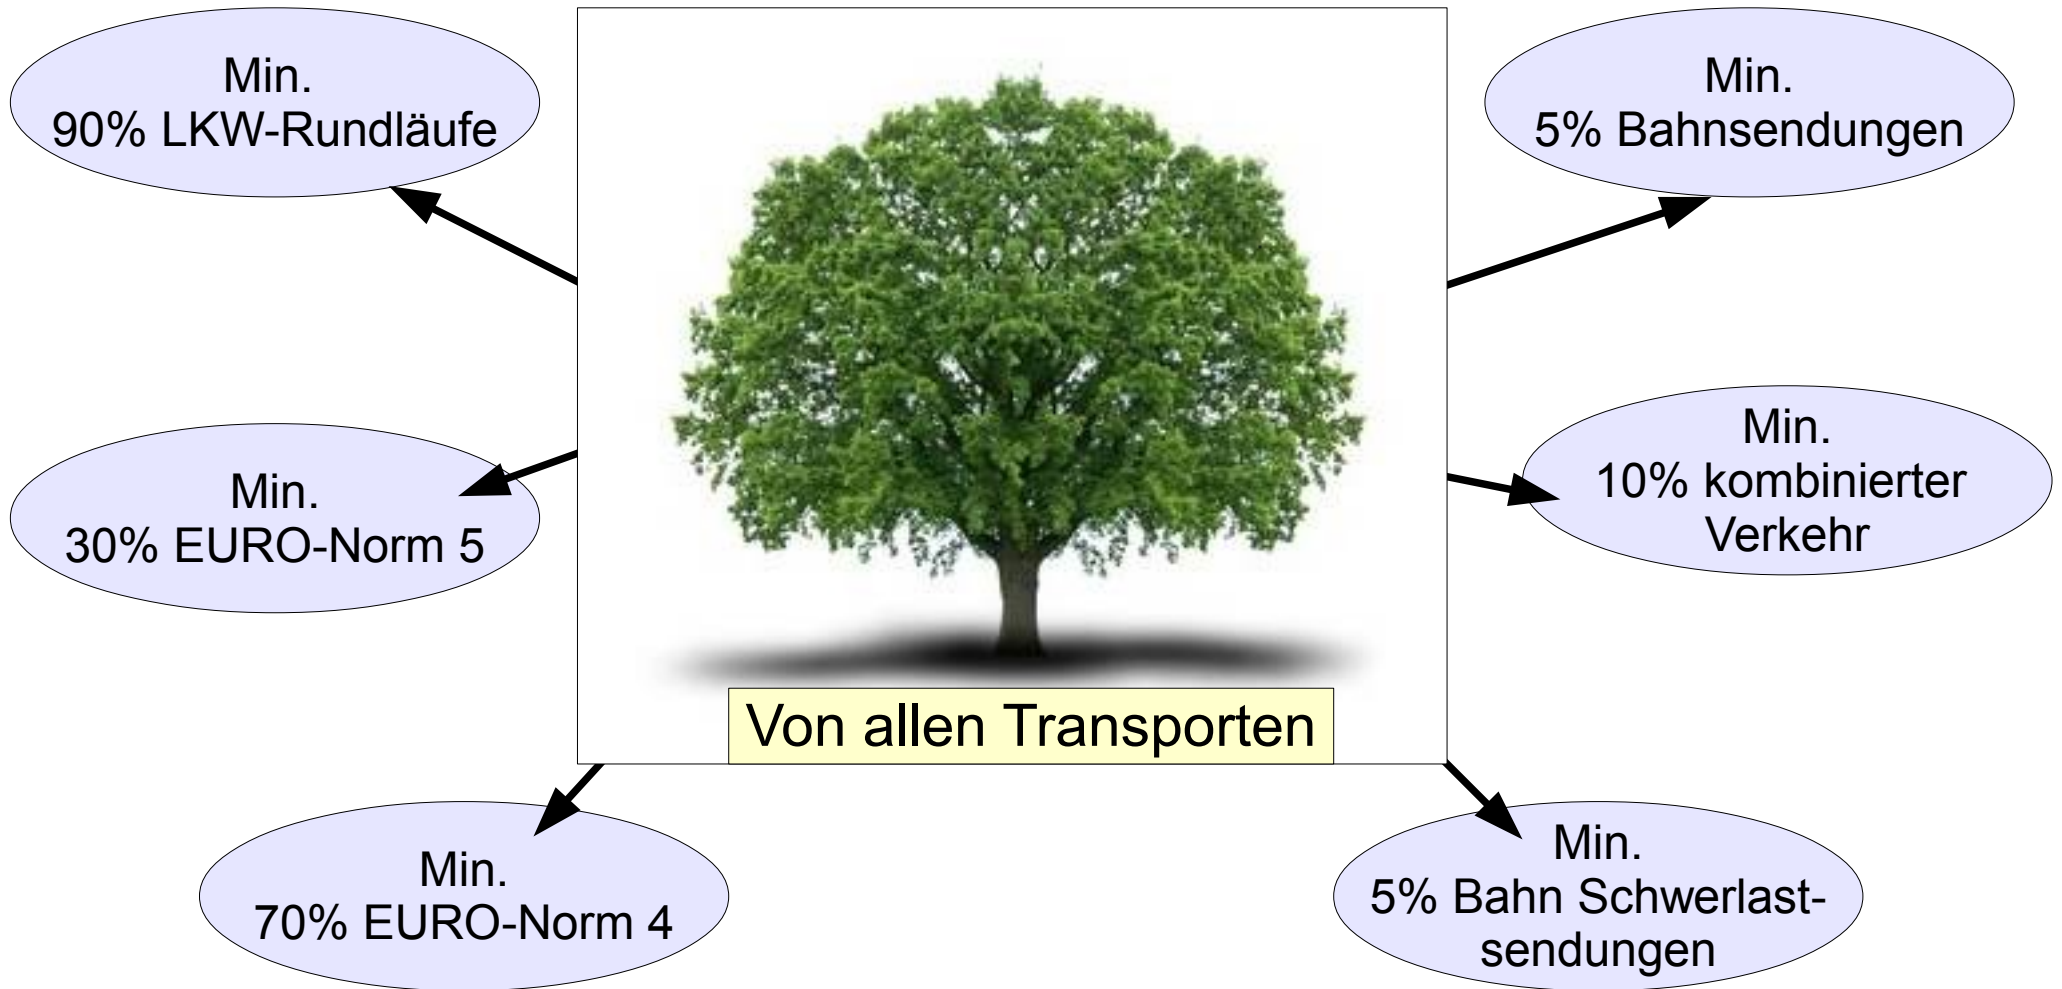 Min.
90% LKW-Rundläufe
Min.
5% Bahnsendungen
Min.
30% EURO-Norm 5
Min.
10% kombinierter
Verkehr
Von allen Transporten
Min.
70% EURO-Norm 4
Min.
5% Bahn Schwerlast-
sendungen